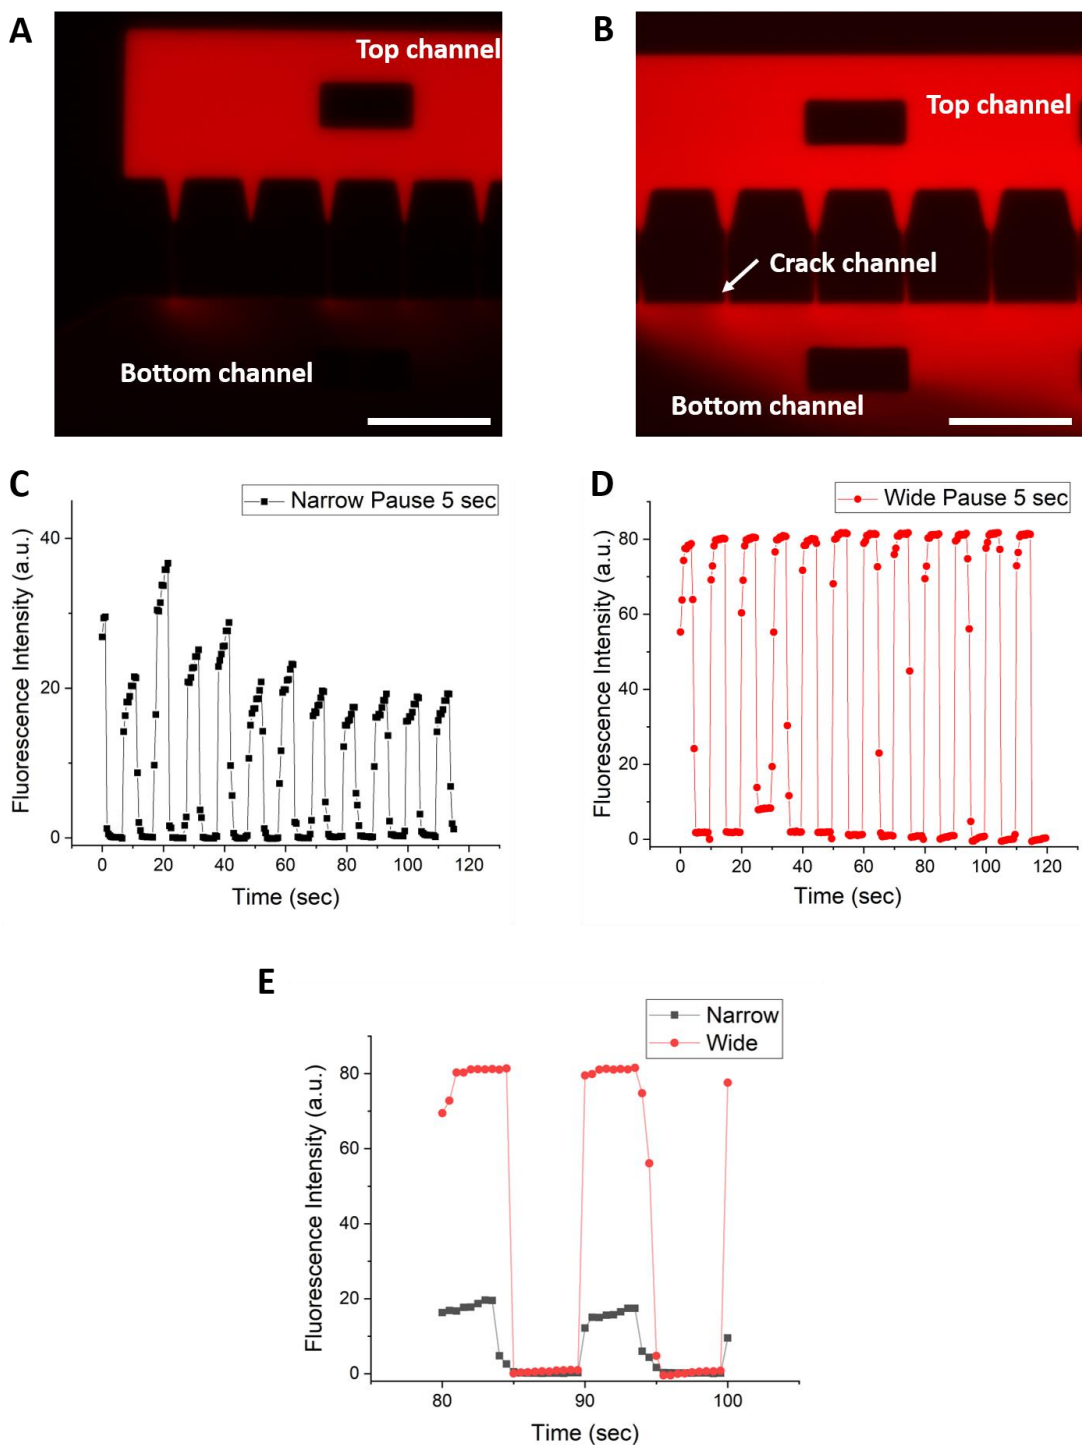 A
Top channel
Bottom channel
B
Top channel
Crack channel
Bottom channel
C
Narrow Pause 5 sec
Fluorescence Intensity (a.u.)
40
20
0
0 20 40 60 80 100 120
Time (sec)
D
Wide Pause 5 sec
Fluorescence Intensity (a.u.)
80
60
40
20
0
0 20 40 60 80 100 120
Time (sec)
E
Narrow
Wide
Fluorescence Intensity (a.u.)
80
60
40
20
0
80 90 100
Time (sec)